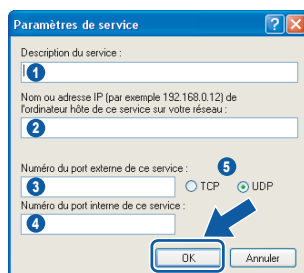 Paramètres de service
Description du service :
1
Nom ou adresse IP (par exemple 192.168.0.12) de
l'ordinateur hôte de ce service sur votre réseau :
2
Numéro du port externe de ce service :
5
3
TCP
UDP
Numéro du port interne de ce service :
4
OK
Annuler